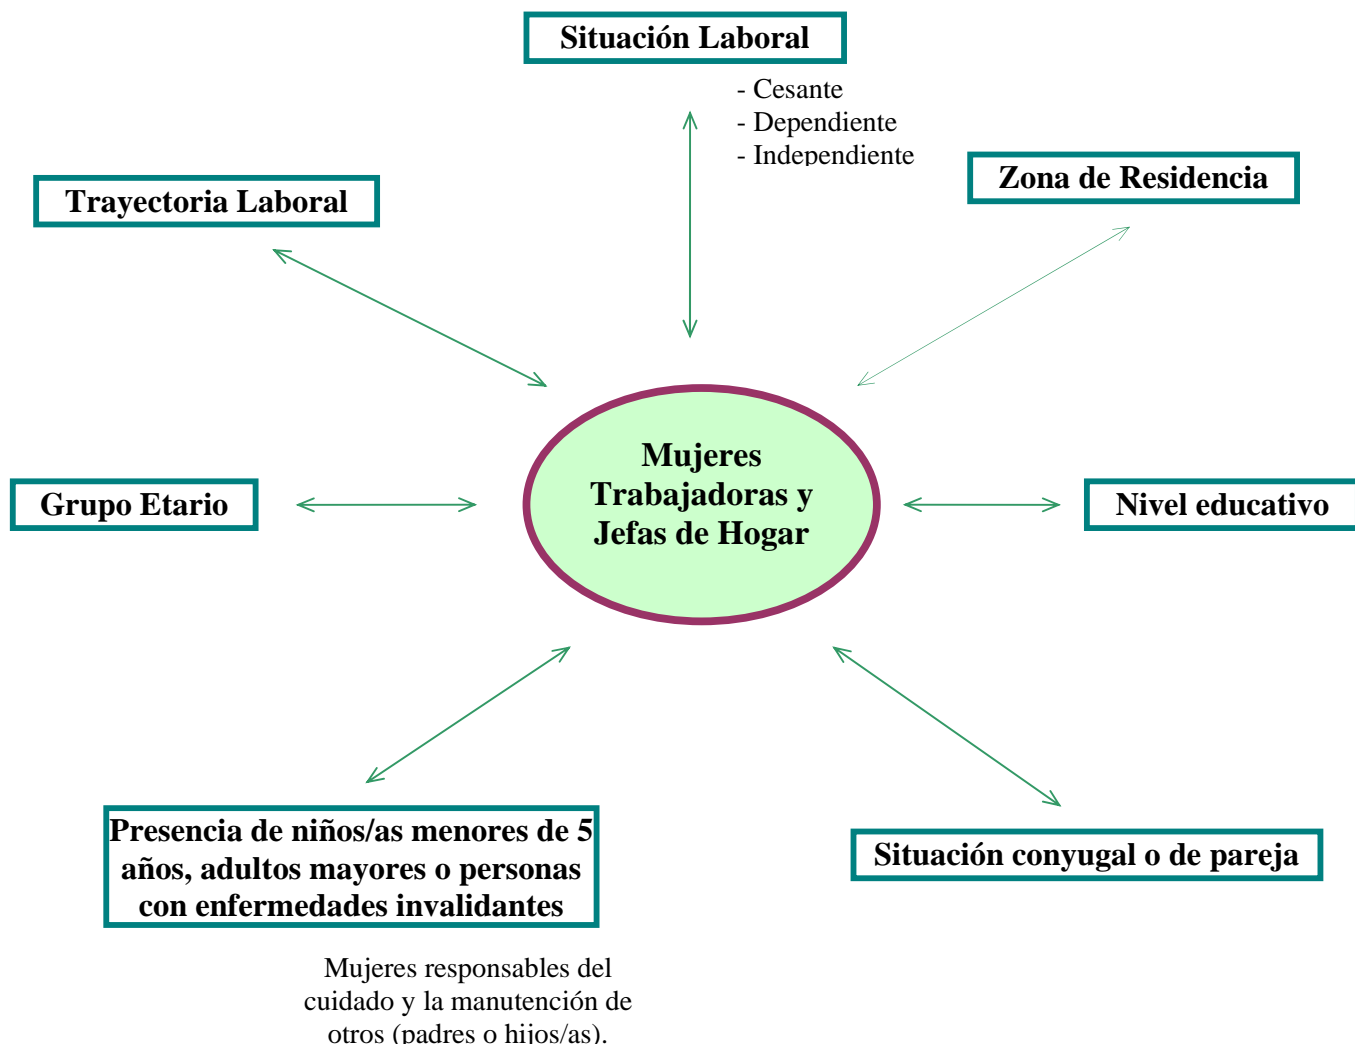 Situación Laboral
- Cesante
- Dependiente
- Independiente
Zona de Residencia
Trayectoria Laboral
Mujeres
Trabajadoras y
Jefas de Hogar
Grupo Etario
Nivel educativo
Presencia de niños/as menores de 5
años, adultos mayores o personas
con enfermedades invalidantes
Situación conyugal o de pareja
Mujeres responsables del
cuidado y la manutención de
otros (padres o hijos/as).